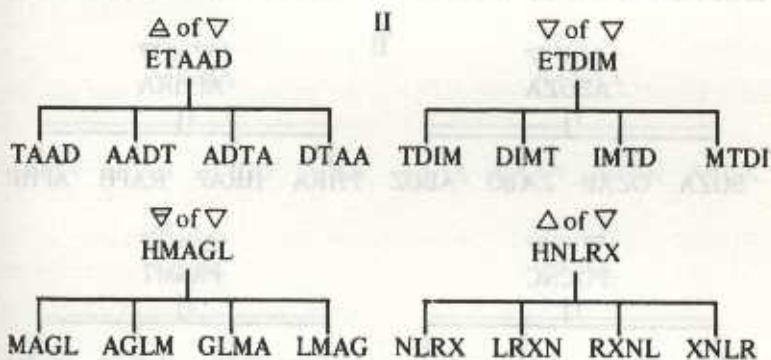 II
🜁 of ▽ ▽ of ▽
ETAAD ETDIM
TAAD AADT ADTA DTAA TDIM DIMT IMTD MTDI
🜃 of ▽ △ of ▽
HMAGL HNLRX
MAGL AGLM GLMA LMAG NLRX LRXN RXNL XNLR